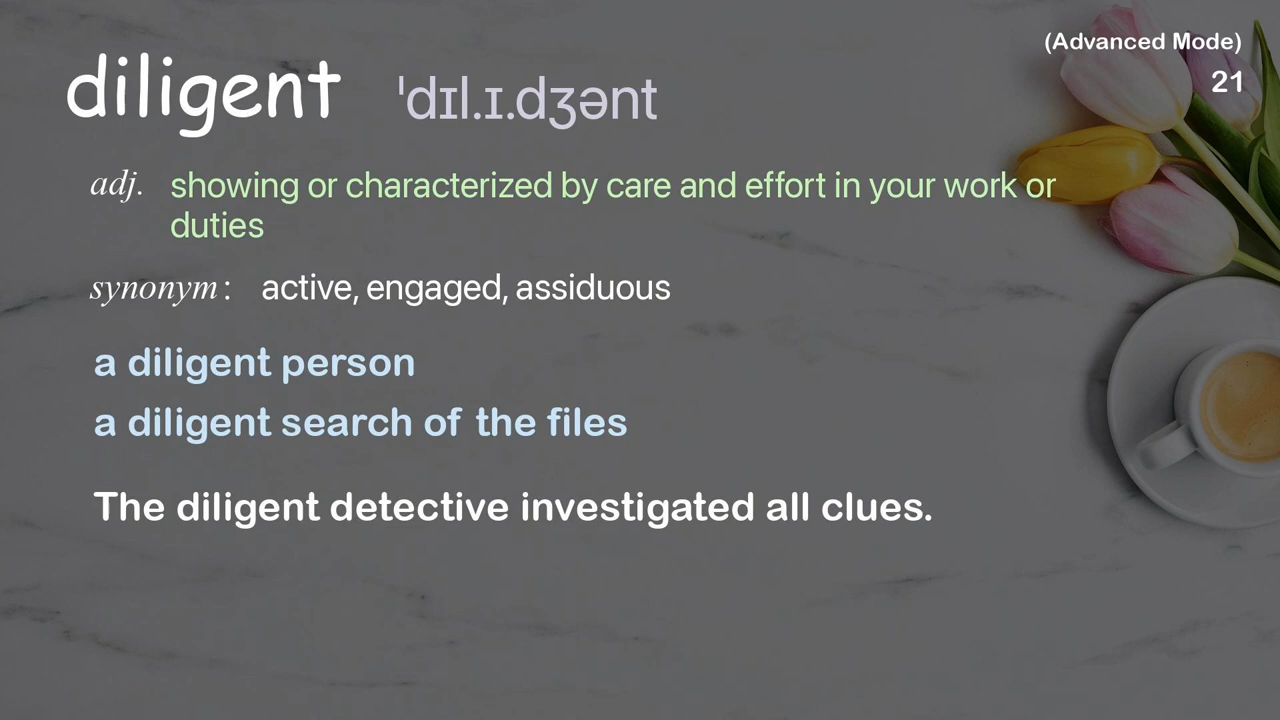 (Advanced Mode)
21
diligent ˈdɪl.ɪ.dʒənt
adj. showing or characterized by care and effort in your work or
duties
synonym: active, engaged, assiduous
a diligent person
a diligent search of the files
The diligent detective investigated all clues.